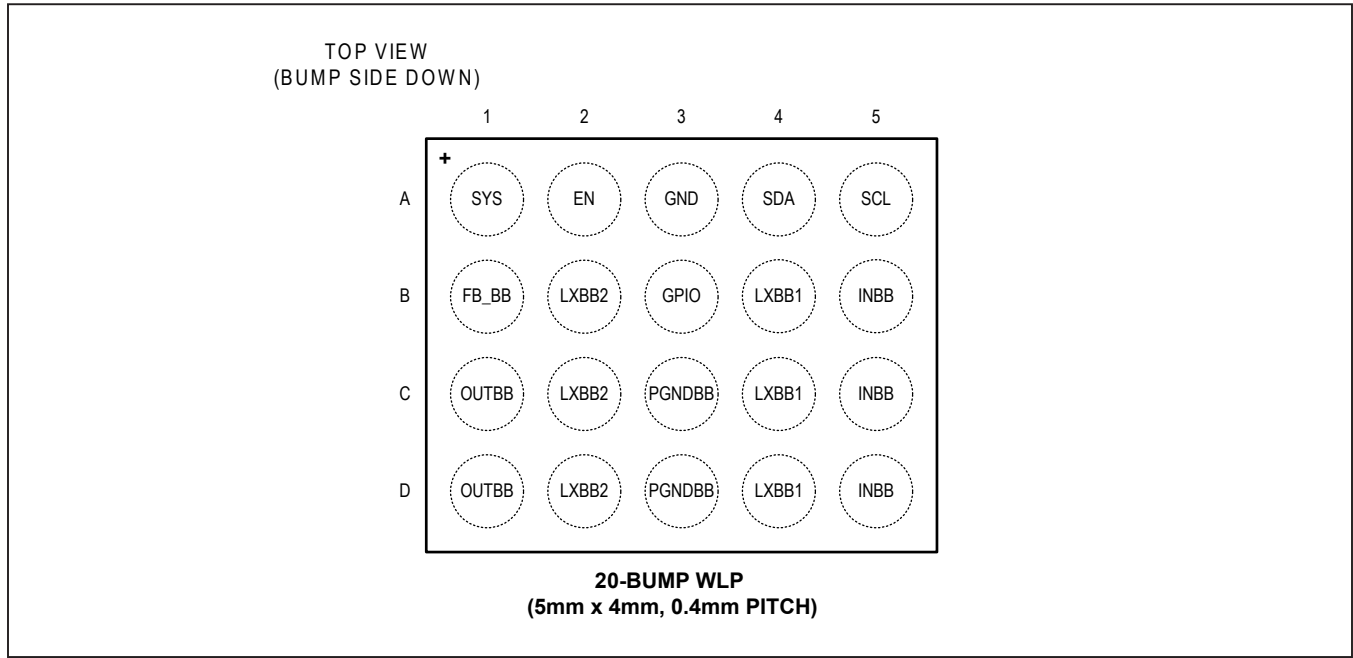 TOP VIEW
(BUMP SIDE DOWN)
1 2 3 4 5
+
A SYS EN GND SDA SCL
B FB_BB LXBB2 GPIO LXBB1 INBB
C OUTBB LXBB2 PGNDBB LXBB1 INBB
D OUTBB LXBB2 PGNDBB LXBB1 INBB
20-BUMP WLP
(5mm x 4mm, 0.4mm PITCH)